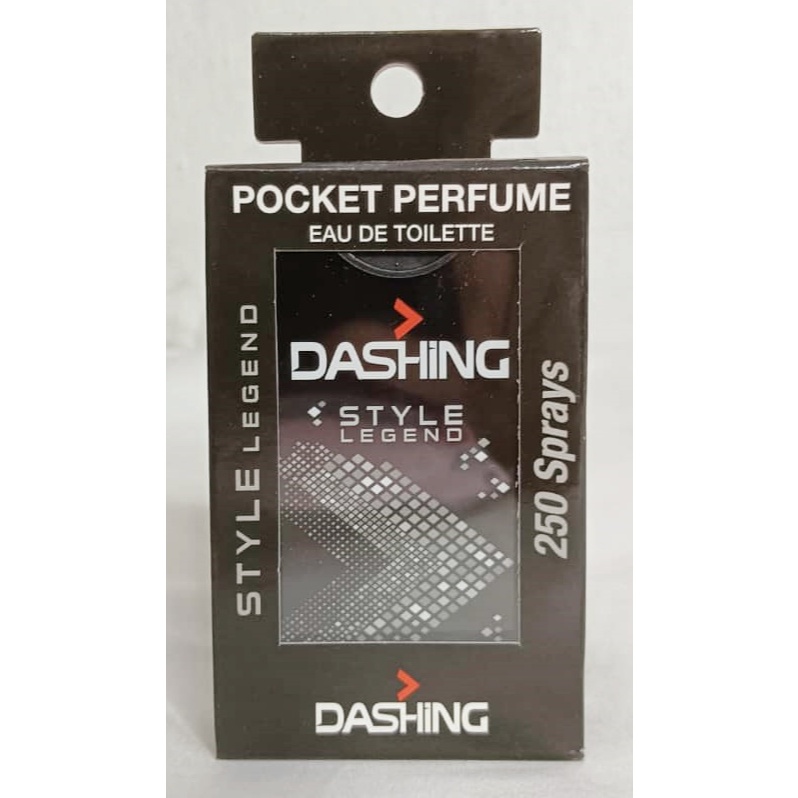 POCKET PERFUME
EAU DE TOILETTE
DASHiNG
STYLE
LEGEND
STYLE LEGEND
250 Sprays
DASHiNG